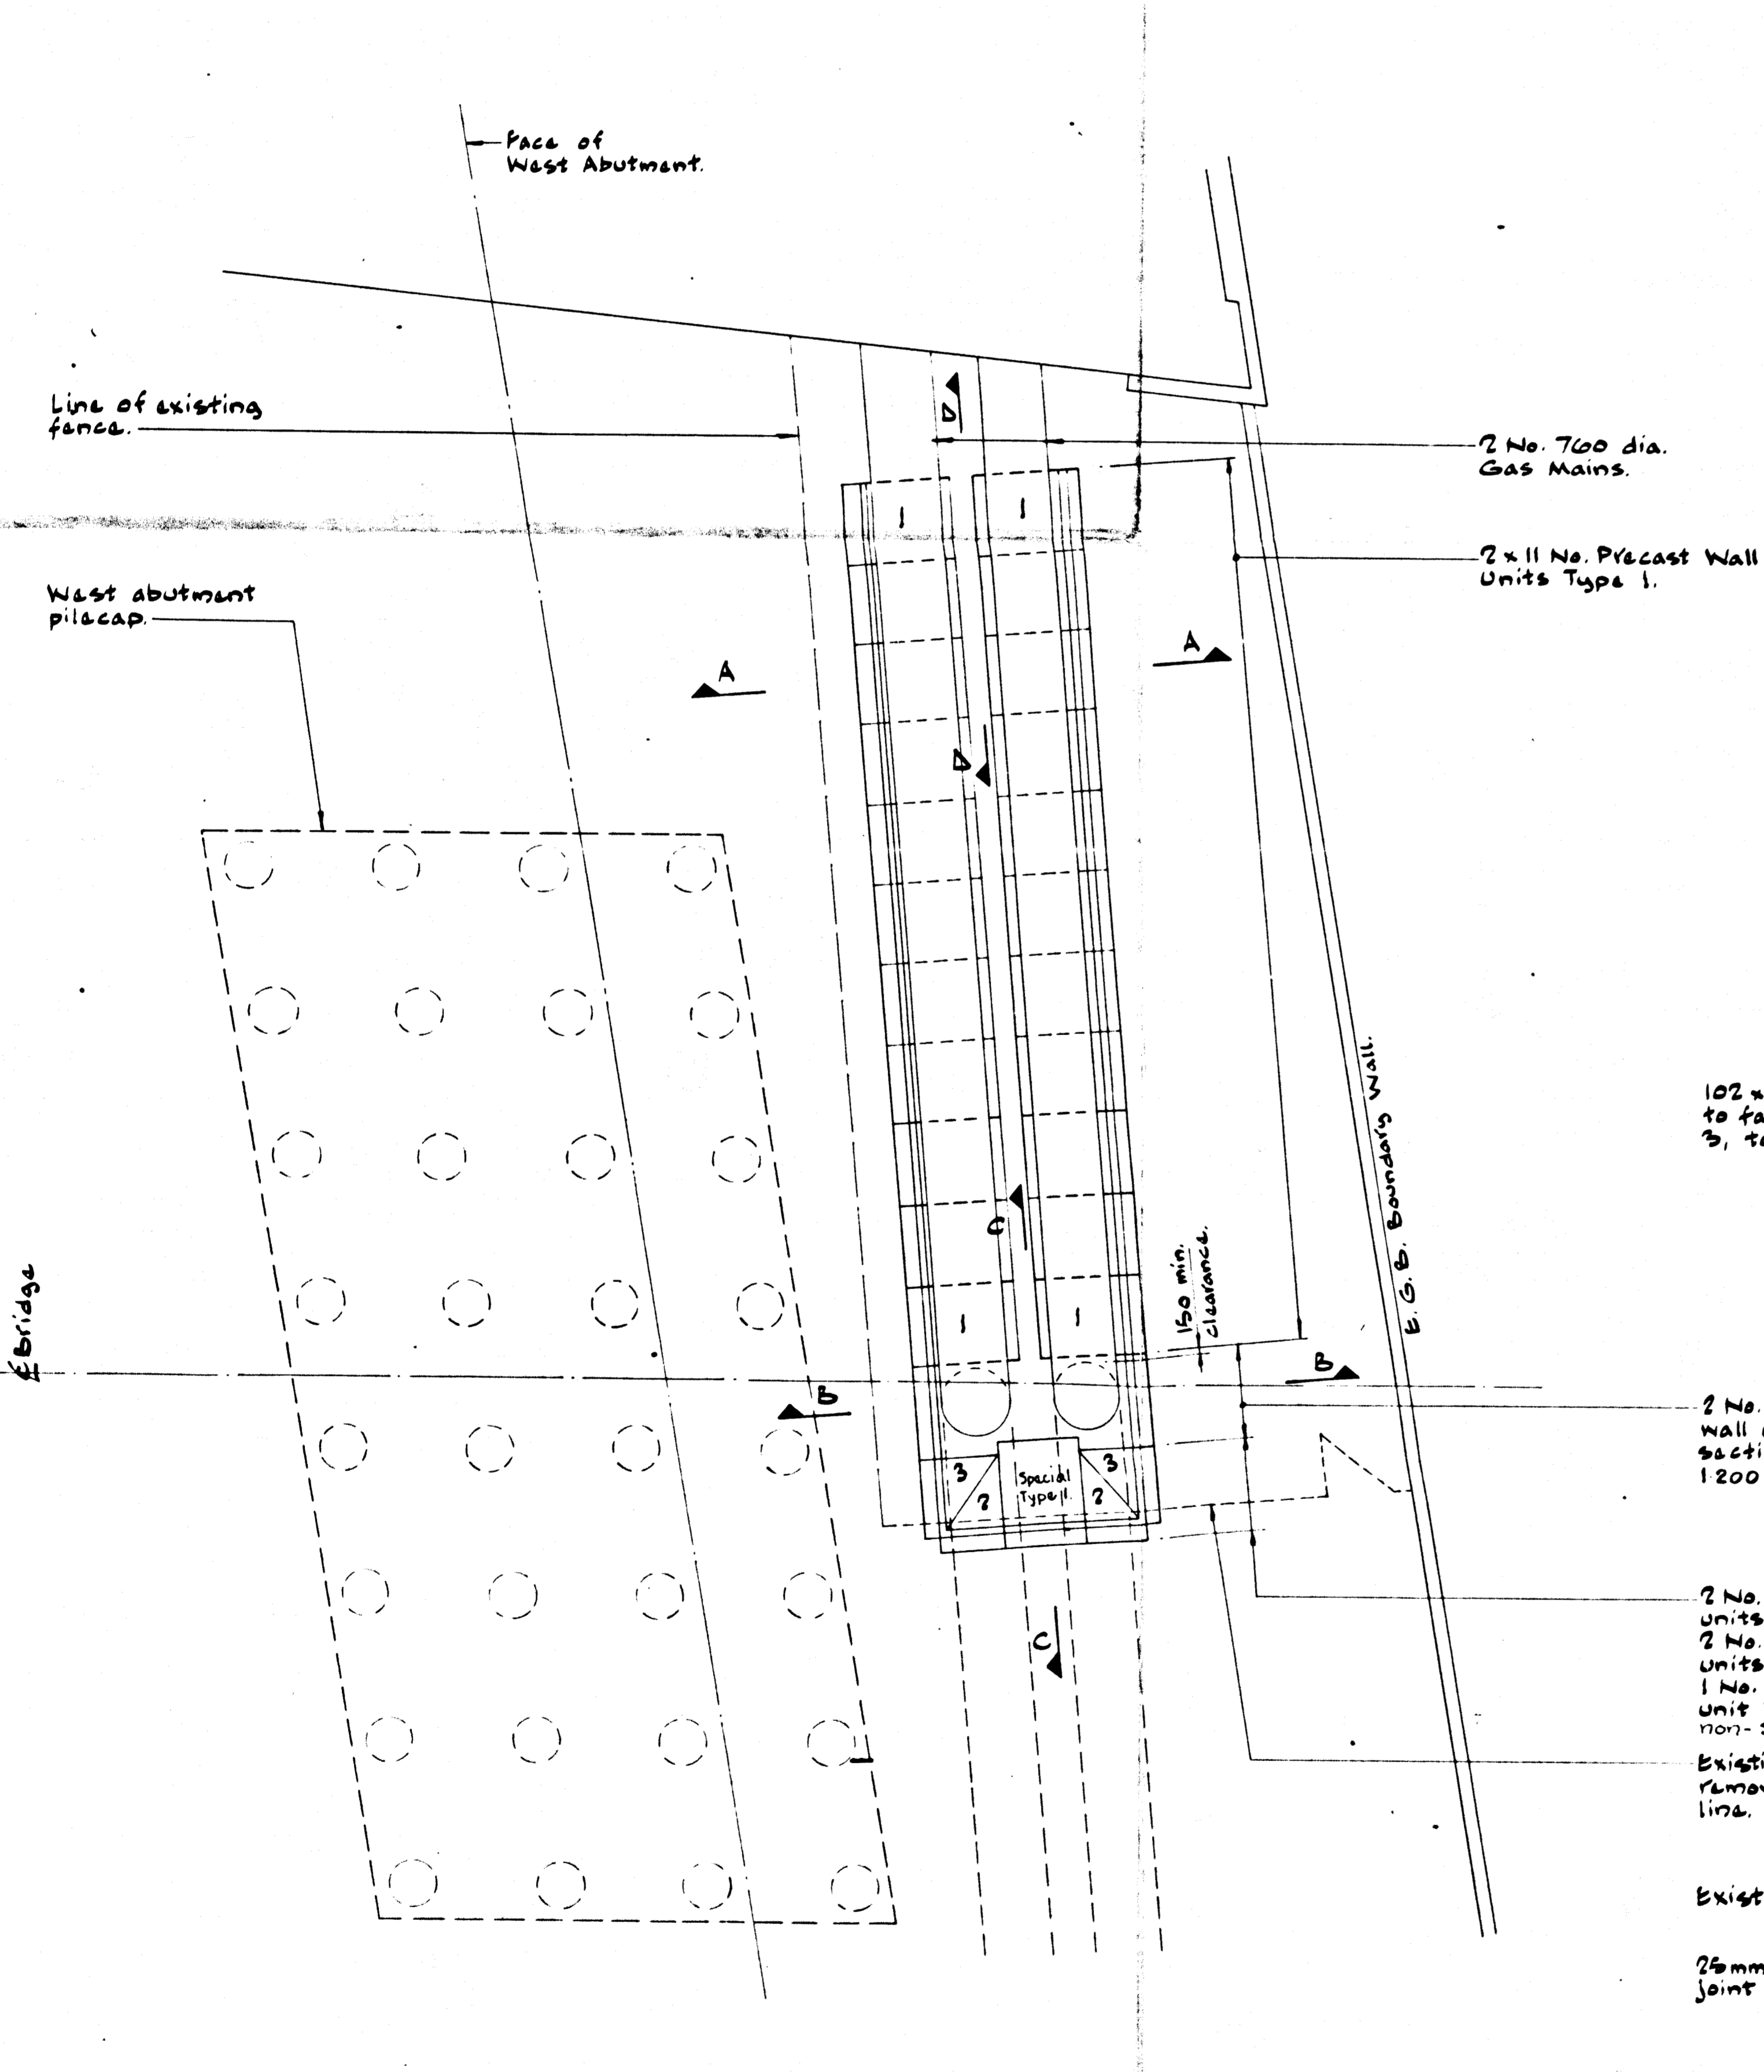 Face of
West Abutment.
Line of existing
fence.
D
2 No. 760 dia.
Gas Mains.
1
1
2 x 11 No. Precast Wall
Units Type 1.
West abutment
pilecap.
A
A
D
E.G.B. Boundary Wall.
102 x
to fa
3, to
C
150 min.
clearance.
℄ Bridge
1
1
B
B
2 No.
wall
secti
1200
3
Special
Type 1.
3
2
2
2 No.
units
2 No.
units
1 No.
unit
non-
C
Existi
remov
line.
Exist
25mm
joint